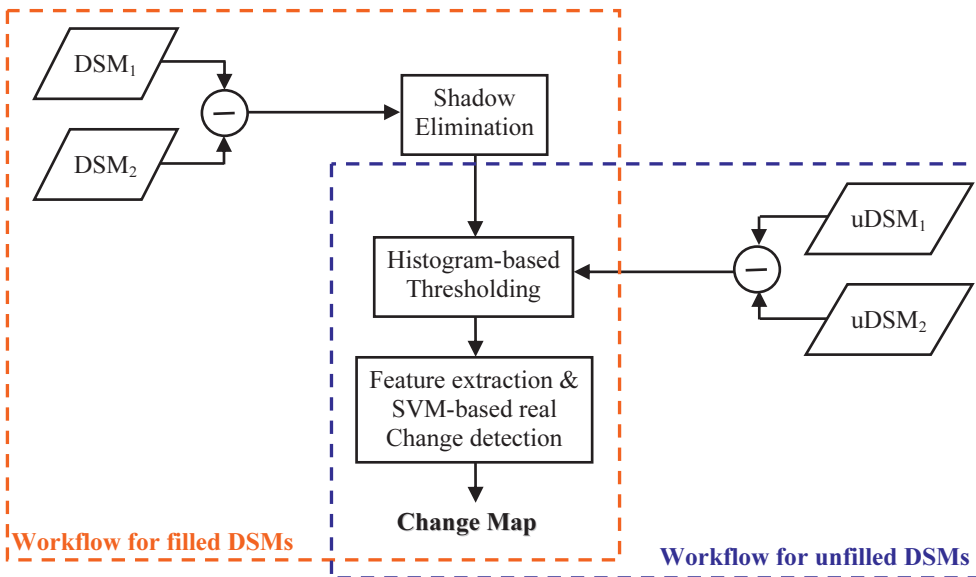 DSM₁
DSM₂
Shadow
Elimination
uDSM₁
uDSM₂
Histogram-based
Thresholding
Feature extraction &
SVM-based real
Change detection
Change Map
Workflow for filled DSMs
Workflow for unfilled DSMs